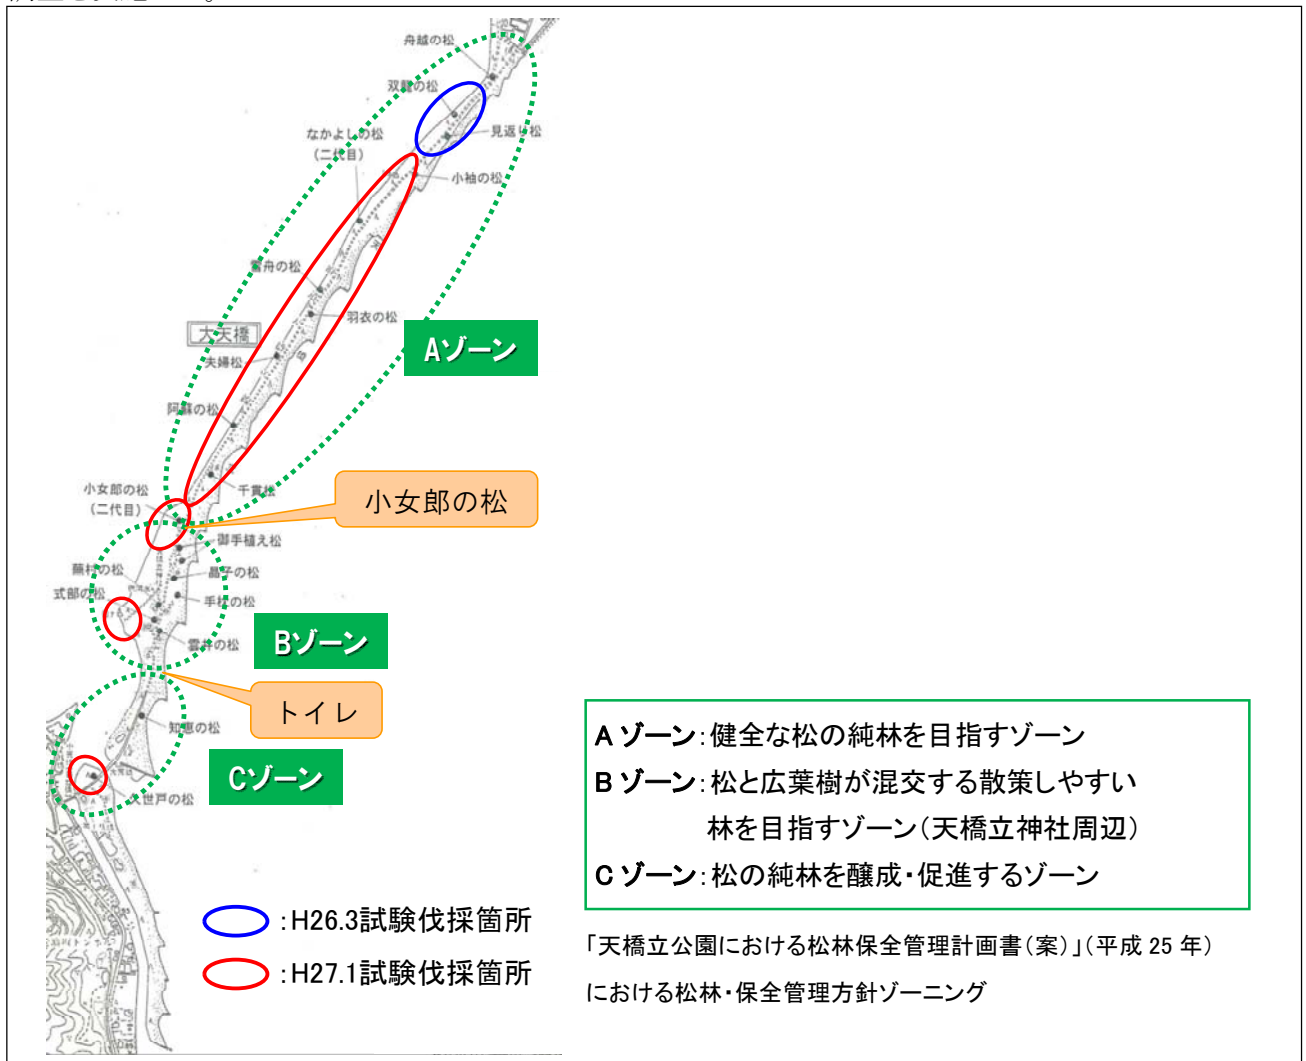 舟越の松
双龍の松
見返り松
なかよしの松
(二代目)
小袖の松
雪舟の松
羽衣の松
大天橋
夫婦松
Aゾーン
阿蘇の松
千貫松
小女郎の松
(二代目)
小女郎の松
御手植え松
蕪村の松
晶子の松
式部の松
手杖の松
雲井の松
Bゾーン
トイレ
知恵の松
Cゾーン
久世戸の松
Aゾーン:健全な松の純林を目指すゾーン
Bゾーン:松と広葉樹が混交する散策しやすい
林を目指すゾーン(天橋立神社周辺)
Cゾーン:松の純林を醸成・促進するゾーン
:H26.3試験伐採箇所
:H27.1試験伐採箇所
「天橋立公園における松林保全管理計画書(案)」(平成 25 年)
における松林・保全管理方針ゾーニング